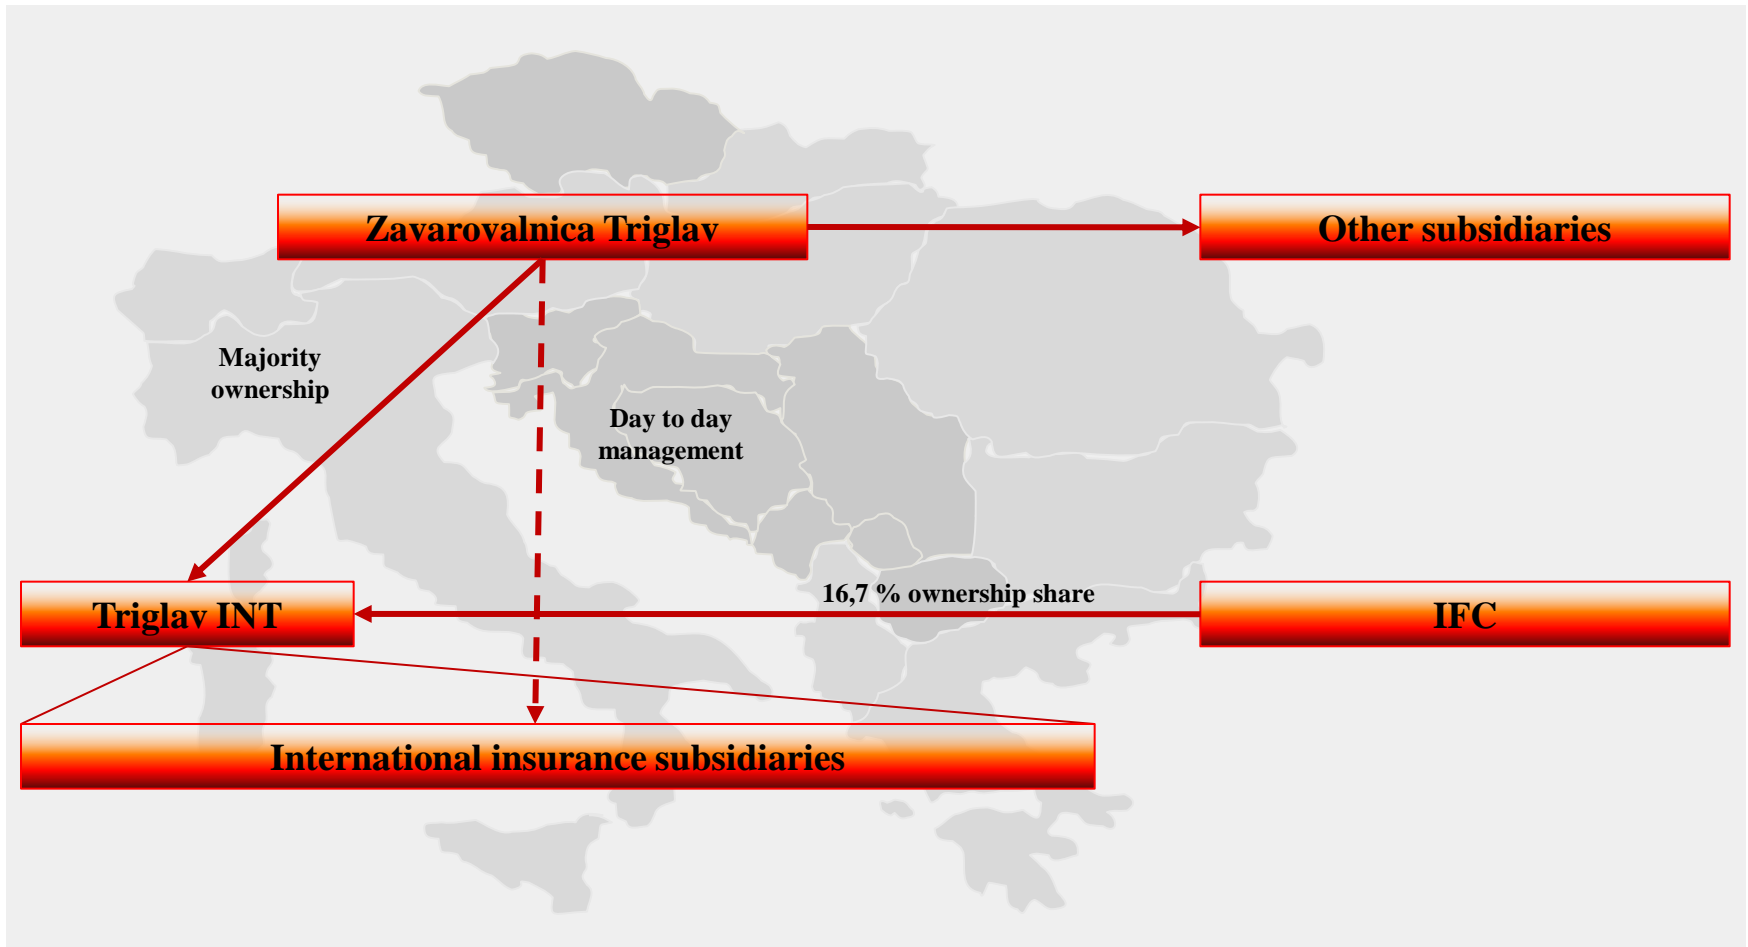 Zavarovalnica Triglav
Other subsidiaries
Majority
ownership
Day to day
management
16,7 % ownership share
Triglav INT
IFC
International insurance subsidiaries